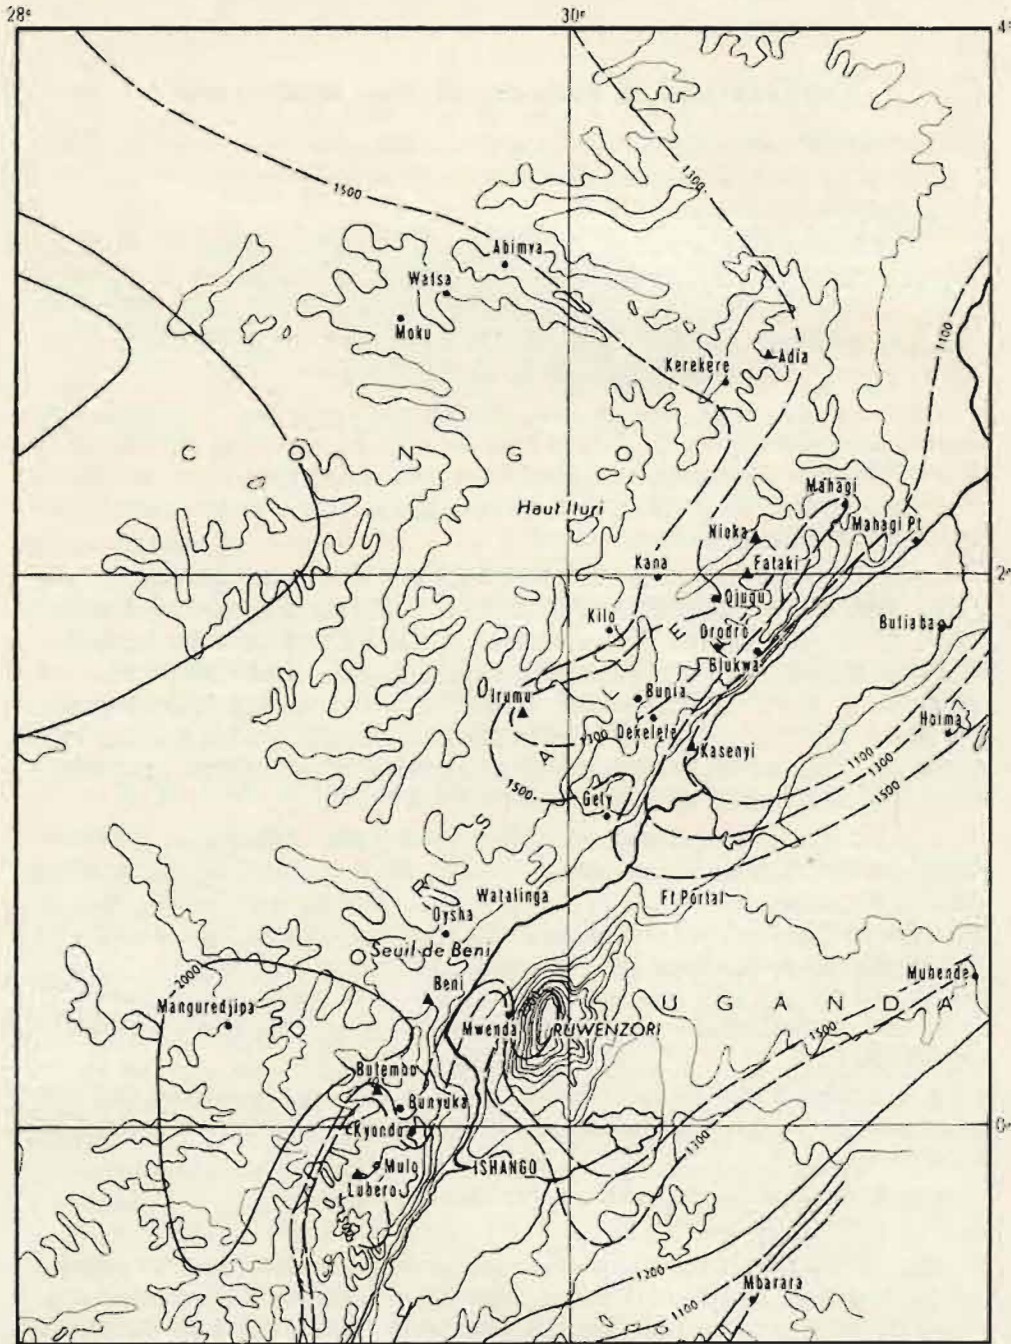 28°
30°
4°
1500
1300
Abimva
Watsa
Moku
1100
Kerekere
Adia
C O N G O
Mahagi
Haut Ituri
Nioka
Mahagi Pt
Kana
Fataki
2°
Djugu
Kilo
Drodro
Butiaba
Blukwa
Irumu
Bunia
Dekelele
Hoima
1300
Kasenyi
1100
1300
1500
1500
Gety
Watalinga
Ft Portal
Oysha
Seuil de Beni
2000
Beni
Muhende
Manguredjipa
U G A N D A
Mwenda
RUWENZORI
1500
Butembo
Bunyuka
Kyondo
0°
1300
Mulo
ISHANGO
Lubero
1200
Mbarara
1100